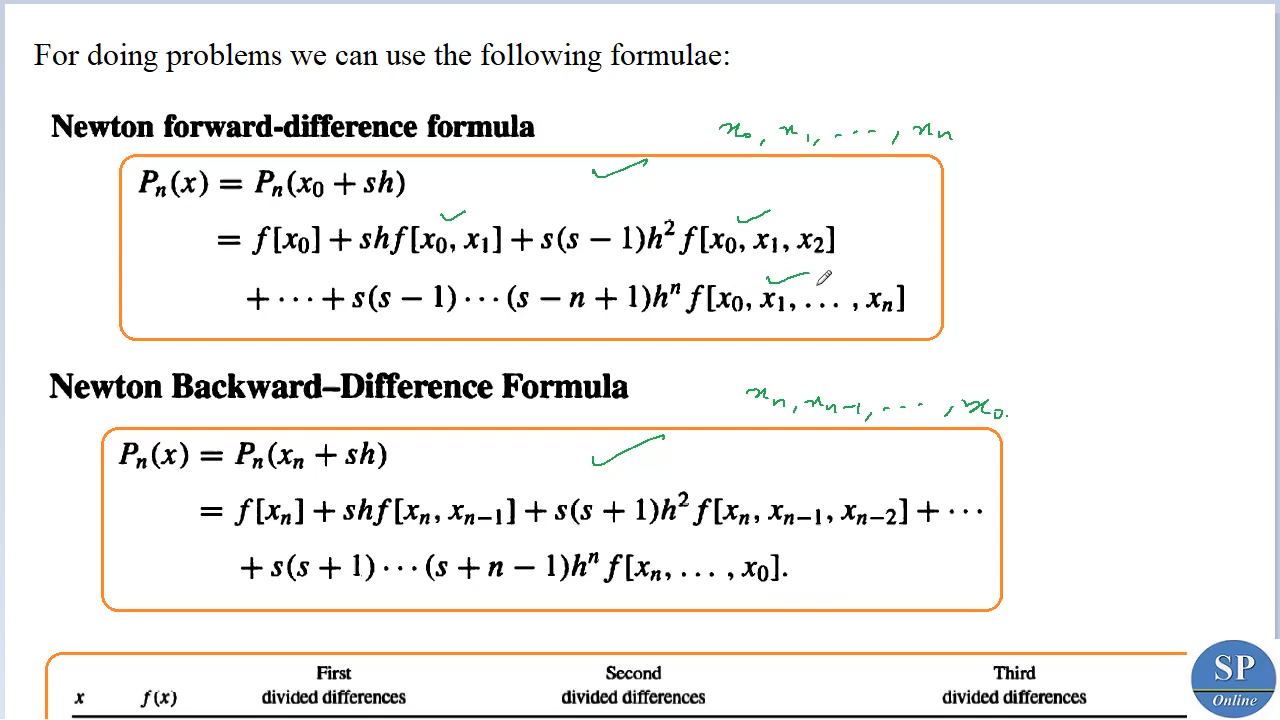 For doing problems we can use the following formulae:
Newton forward-difference formula
x₀, x₁, ..., xₙ
Pₙ(x) = Pₙ(x₀ + sh)
= f[x₀] + shf[x₀, x₁] + s(s − 1)h² f[x₀, x₁, x₂]
+ ··· + s(s − 1) ··· (s − n + 1)hⁿ f[x₀, x₁, ..., xₙ]
Newton Backward–Difference Formula
xₙ, xₙ₋₁, ..., x₀.
Pₙ(x) = Pₙ(xₙ + sh)
= f[xₙ] + shf[xₙ, xₙ₋₁] + s(s + 1)h² f[xₙ, xₙ₋₁, xₙ₋₂] + ···
+ s(s + 1) ··· (s + n − 1)hⁿ f[xₙ, ..., x₀].
First Second Third
x f(x) divided differences divided differences divided differences
SP
Online